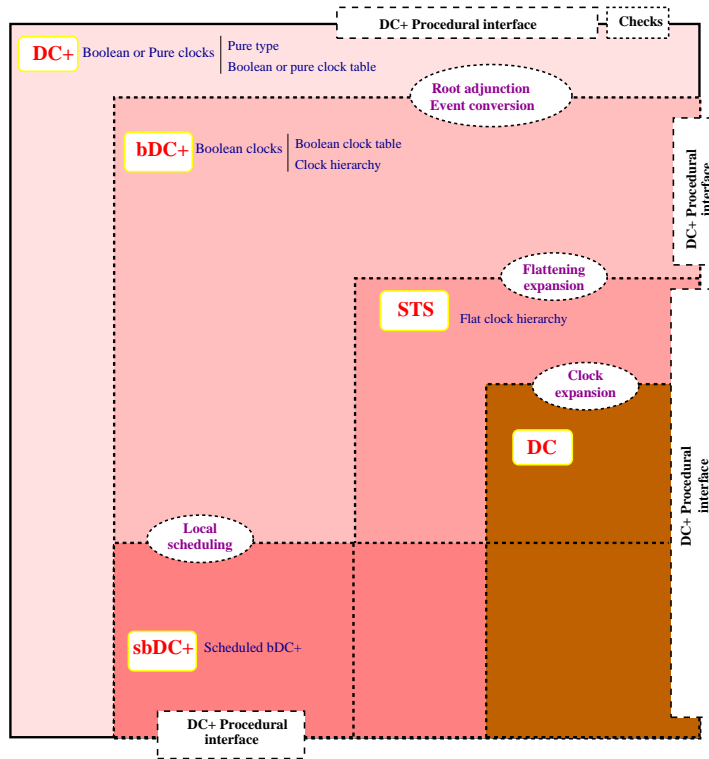 DC+ Procedural interface
Checks
DC+
Boolean or Pure clocks
Pure type
Boolean or pure clock table
Root adjunction
Event conversion
bDC+
Boolean clocks
Boolean clock table
Clock hierarchy
DC+ Procedural
interface
Flattening
expansion
STS
Flat clock hierarchy
Clock
expansion
DC
DC+ Procedural
interface
Local
scheduling
sbDC+
Scheduled bDC+
DC+ Procedural
interface